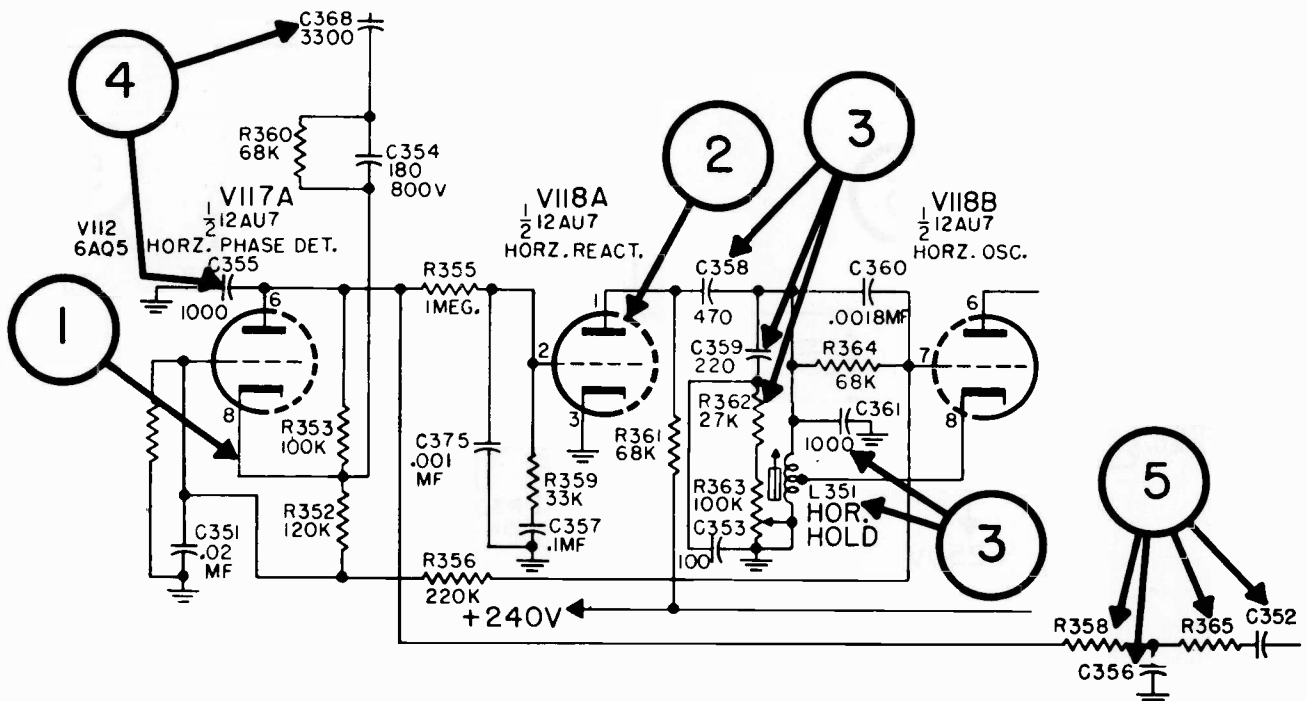 C368
3300
4
R360
68K
C354
180
800V
3
2
V117A
1/2 12AU7
HORZ. PHASE DET.
V112
6AQ5
V118A
1/2 12AU7
HORZ. REACT.
V118B
1/2 12AU7
HORZ. OSC.
C355
1000
6
8
1
R355
1MEG.
1
2
3
C358
470
C360
.0018MF
6
7
8
C359
220
R364
68K
R362
27K
C361
1000
R353
100K
C375
.001
MF
R361
68K
R359
33K
R363
100K
L351
HOR.
HOLD
3
5
R352
120K
C357
.1MF
C353
100
C351
.02
MF
R356
220K
+240V
R358
R365
C352
C356